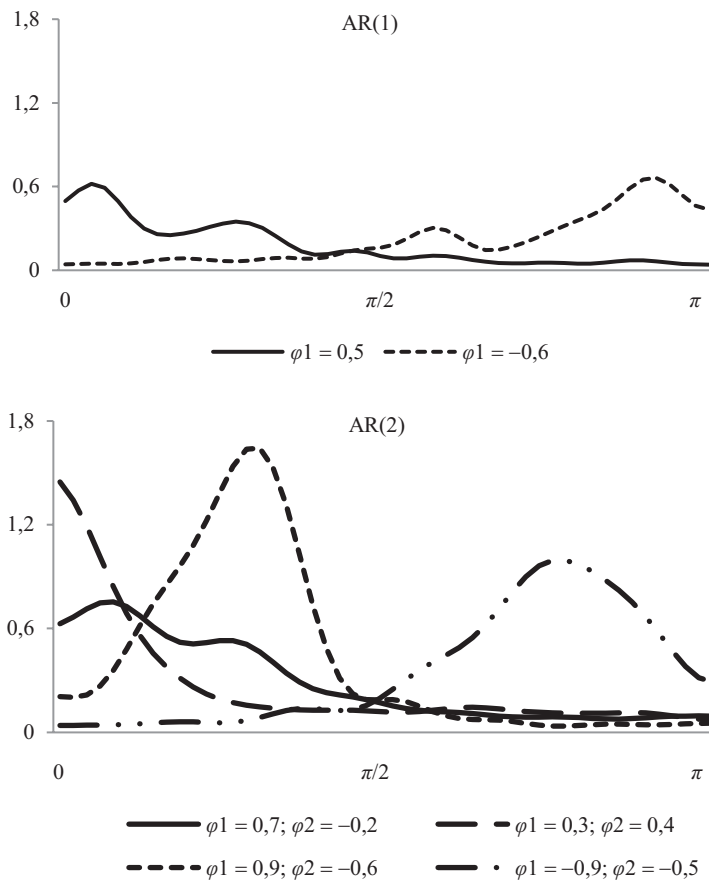 AR(1)
1,8
1,2
0,6
0
0 π/2 π
φ1 = 0,5 φ1 = −0,6
AR(2)
1,8
1,2
0,6
0
0 π/2 π
φ1 = 0,7; φ2 = −0,2 φ1 = 0,3; φ2 = 0,4
φ1 = 0,9; φ2 = −0,6 φ1 = −0,9; φ2 = −0,5